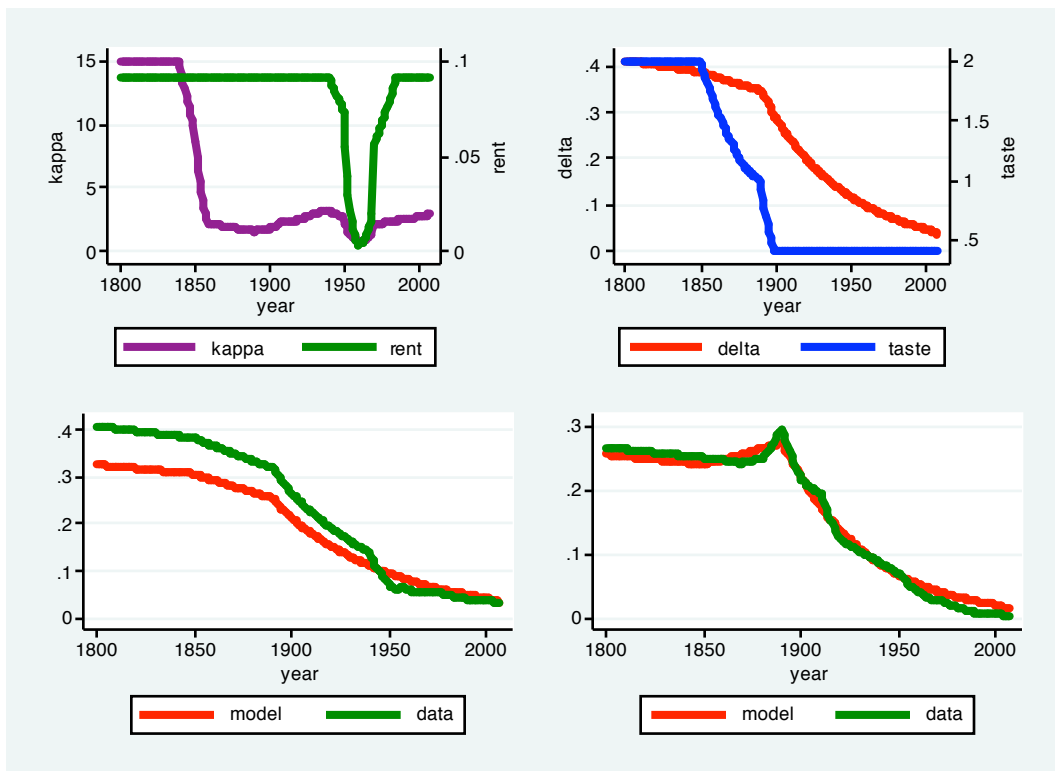 15
10
5
0
kappa
.1
.05
0
rent
1800 1850 1900 1950 2000
year
kappa rent
.4
.3
.2
.1
0
delta
2
1.5
1
.5
taste
1800 1850 1900 1950 2000
year
delta taste
.4
.3
.2
.1
0
1800 1850 1900 1950 2000
year
model data
.3
.2
.1
0
1800 1850 1900 1950 2000
year
model data